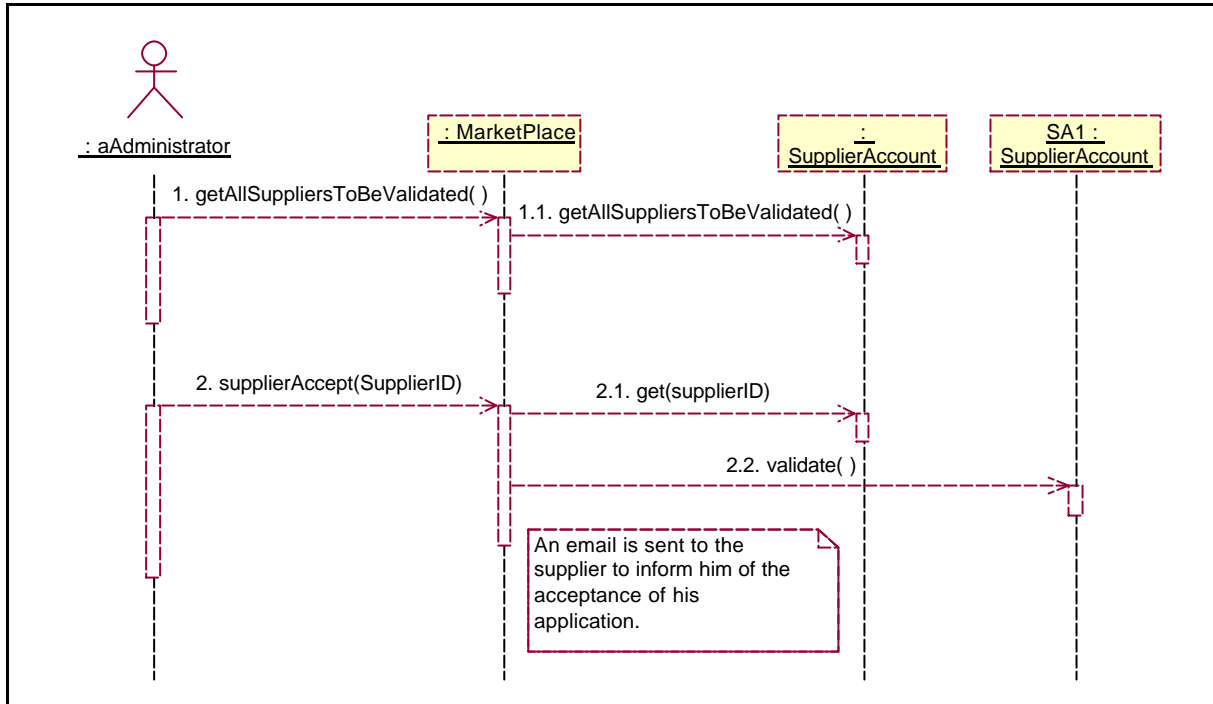 : aAdministrator
: MarketPlace
:
SupplierAccount
SA1 :
SupplierAccount
1. getAllSuppliersToBeValidated( )
1.1. getAllSuppliersToBeValidated( )
2. supplierAccept(SupplierID)
2.1. get(supplierID)
2.2. validate( )
An email is sent to the
supplier to inform him of the
acceptance of his
application.